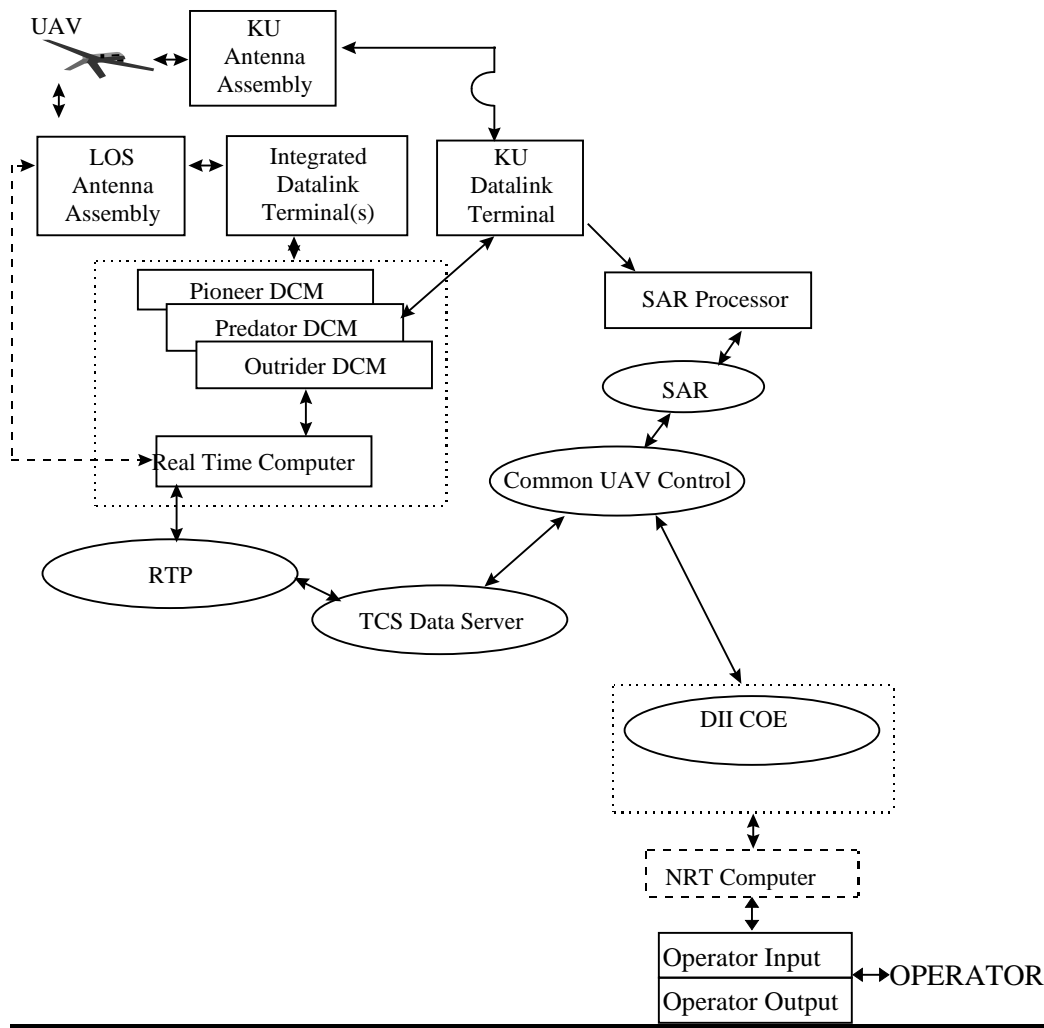 UAV
KU
Antenna
Assembly
LOS
Antenna
Assembly
Integrated
Datalink
Terminal(s)
KU
Datalink
Terminal
Pioneer DCM
Predator DCM
Outrider DCM
SAR Processor
SAR
Real Time Computer
Common UAV Control
RTP
TCS Data Server
DII COE
NRT Computer
Operator Input
OPERATOR
Operator Output